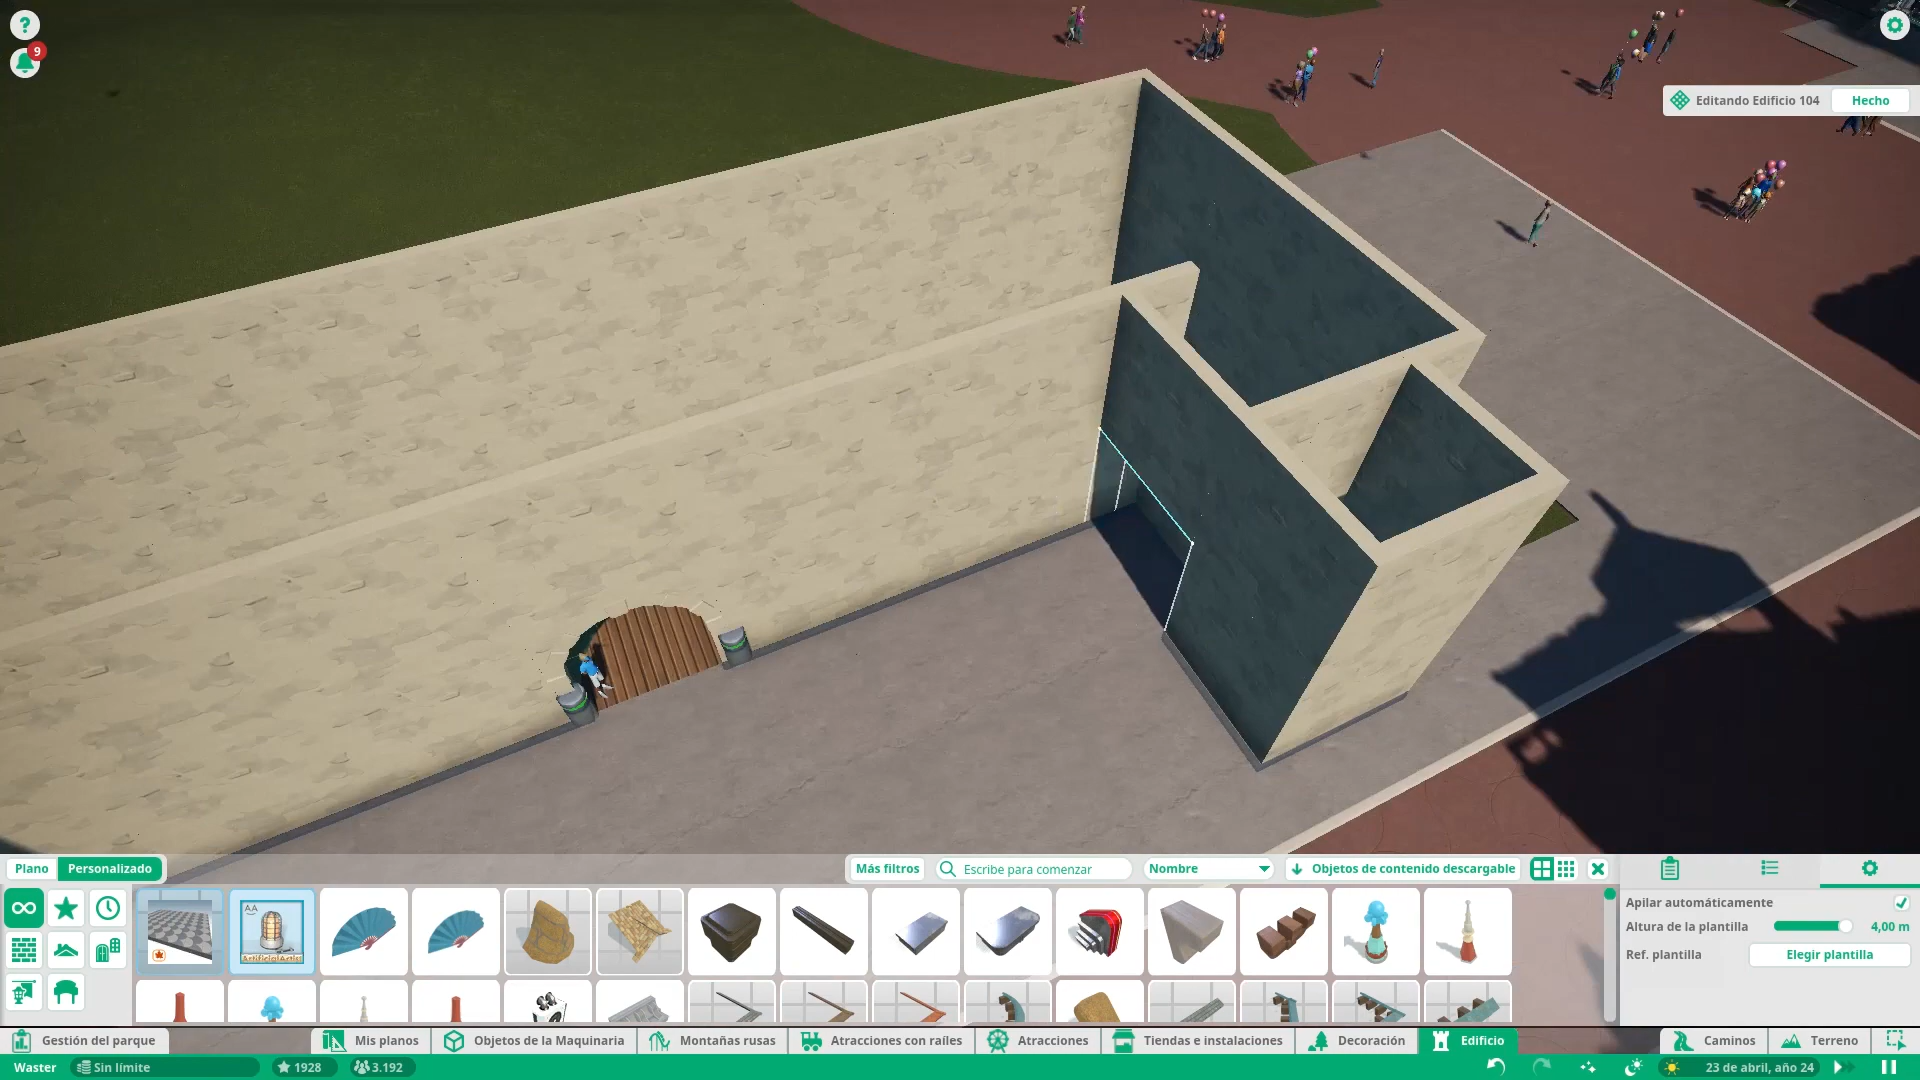 ?
9
Editando Edificio 104
Hecho
Plano
Personalizado
Más filtros
Escribe para comenzar
Nombre
Objetos de contenido descargable
Apilar automáticamente
Altura de la plantilla
4,00 m
Ref. plantilla
Elegir plantilla
AA
Gestión del parque
Mis planos
Objetos de la Maquinaria
Montañas rusas
Atracciones con raíles
Atracciones
Tiendas e instalaciones
Decoración
Edificio
Caminos
Terreno
Waster
Sin límite
1928
3.192
23 de abril, año 24